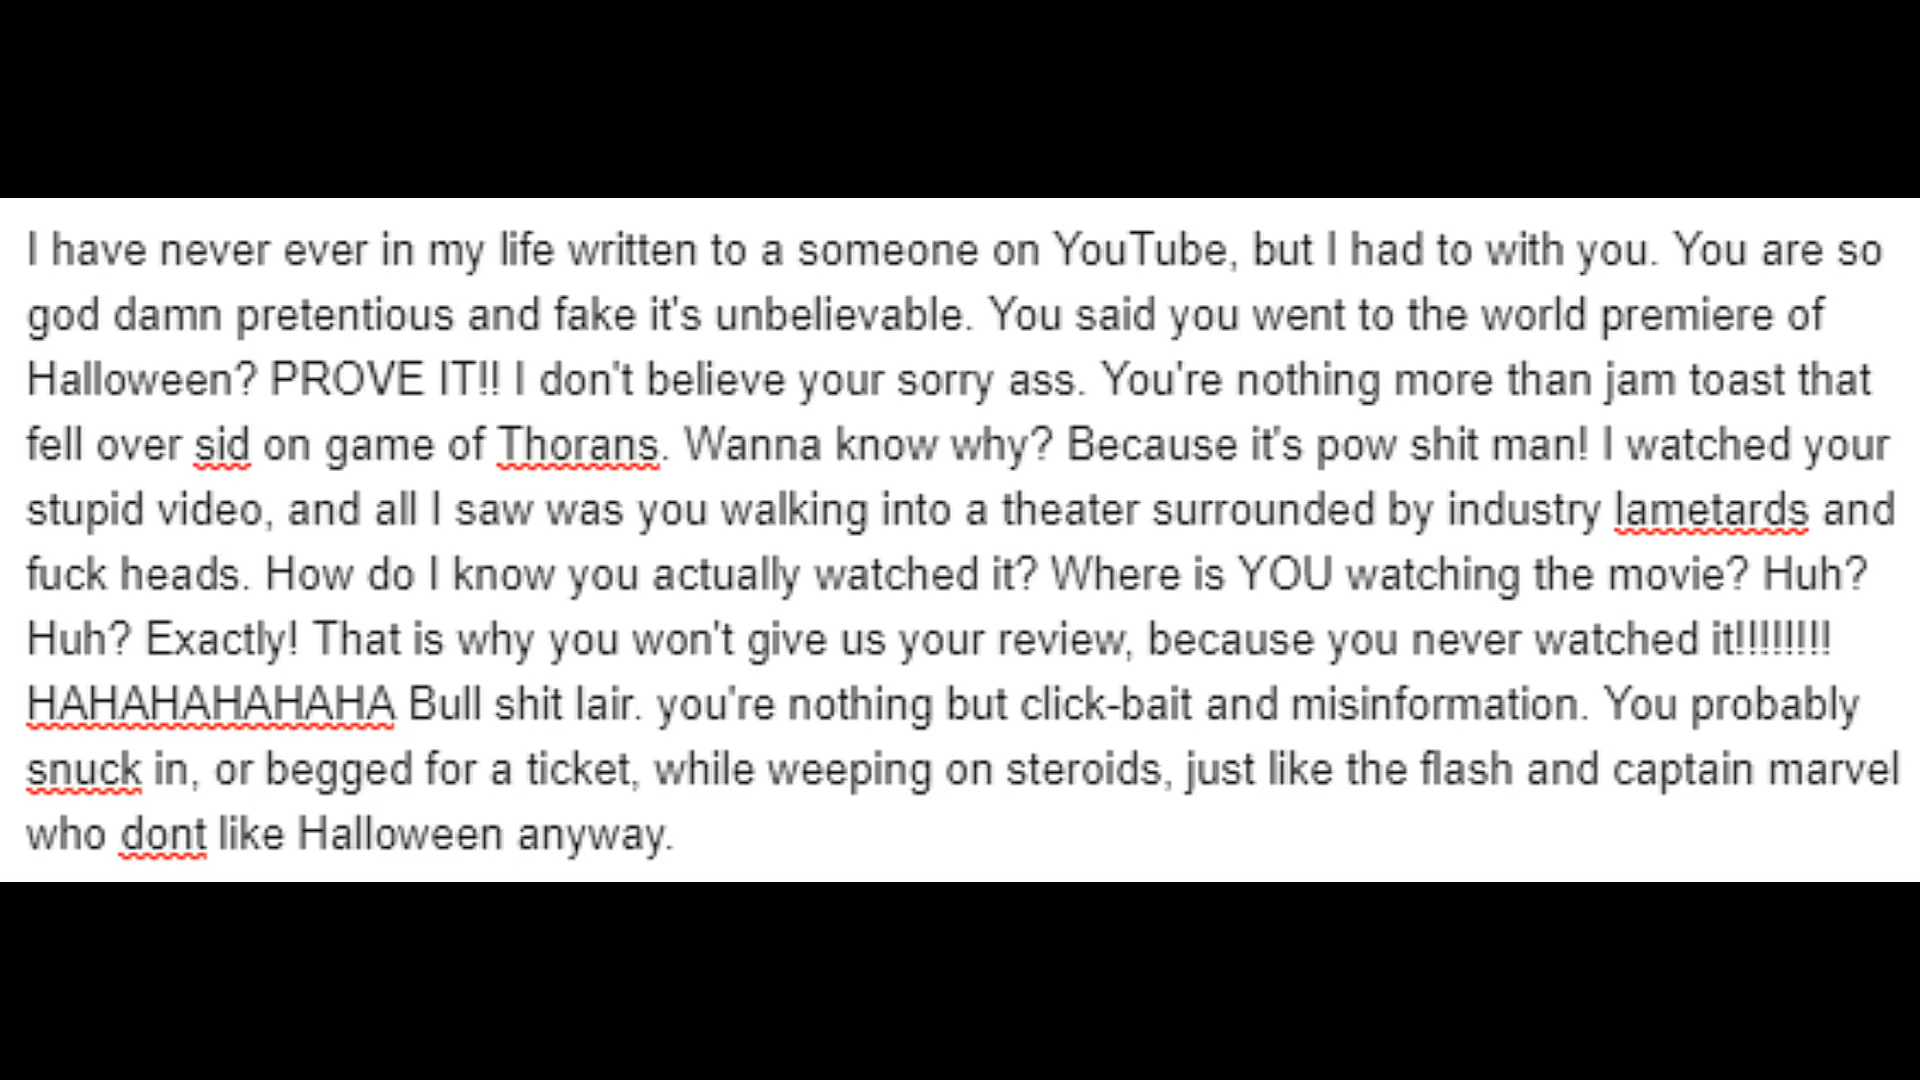 I have never ever in my life written to a someone on YouTube, but I had to with you. You are so
god damn pretentious and fake it's unbelievable. You said you went to the world premiere of
Halloween? PROVE IT!! I don't believe your sorry ass. You're nothing more than jam toast that
fell over sid on game of Thorans. Wanna know why? Because it's pow shit man! I watched your
stupid video, and all I saw was you walking into a theater surrounded by industry lametards and
fuck heads. How do I know you actually watched it? Where is YOU watching the movie? Huh?
Huh? Exactly! That is why you won't give us your review, because you never watched it!!!!!!!!
HAHAHAHAHAHA Bull shit lair. you're nothing but click-bait and misinformation. You probably
snuck in, or begged for a ticket, while weeping on steroids, just like the flash and captain marvel
who dont like Halloween anyway.